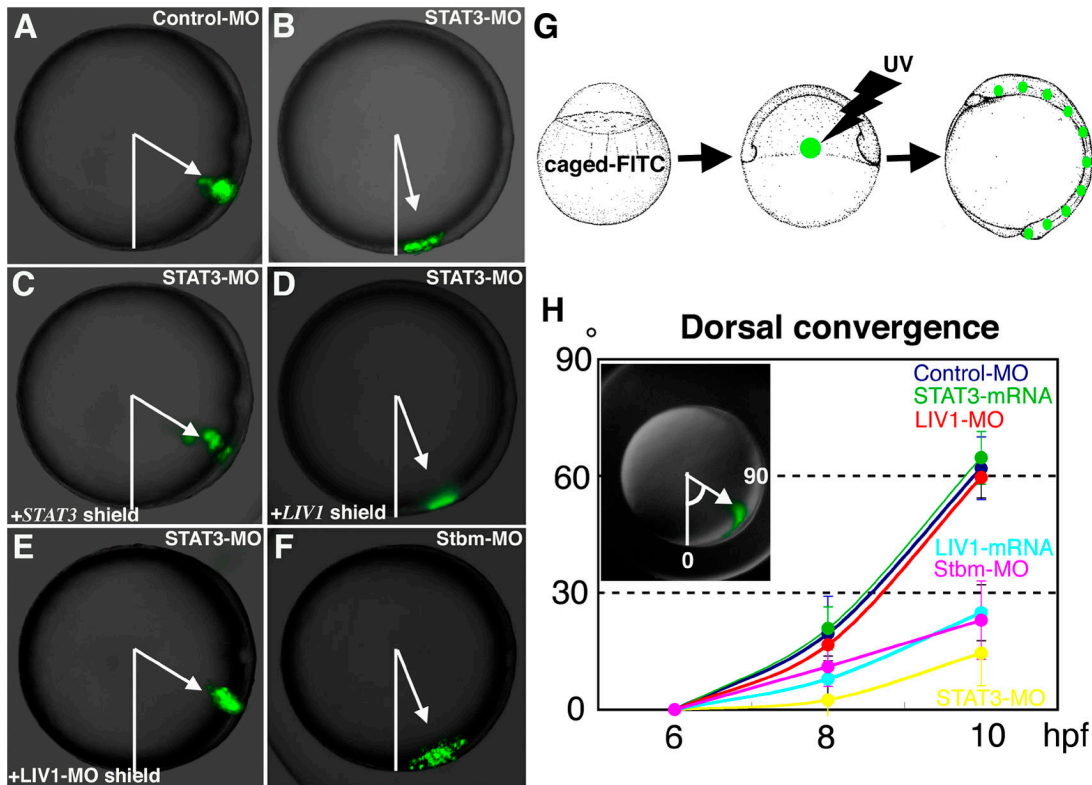 A
Control-MO
B
STAT3-MO
C
STAT3-MO
+STAT3 shield
D
STAT3-MO
+LIV1 shield
E
STAT3-MO
+LIV1-MO shield
F
Stbm-MO
G
caged-FITC
UV
H
° Dorsal convergence
90
Control-MO
STAT3-mRNA
LIV1-MO
90
60
0
LIV1-mRNA
Stbm-MO
30
STAT3-MO
0
6 8 10 hpf